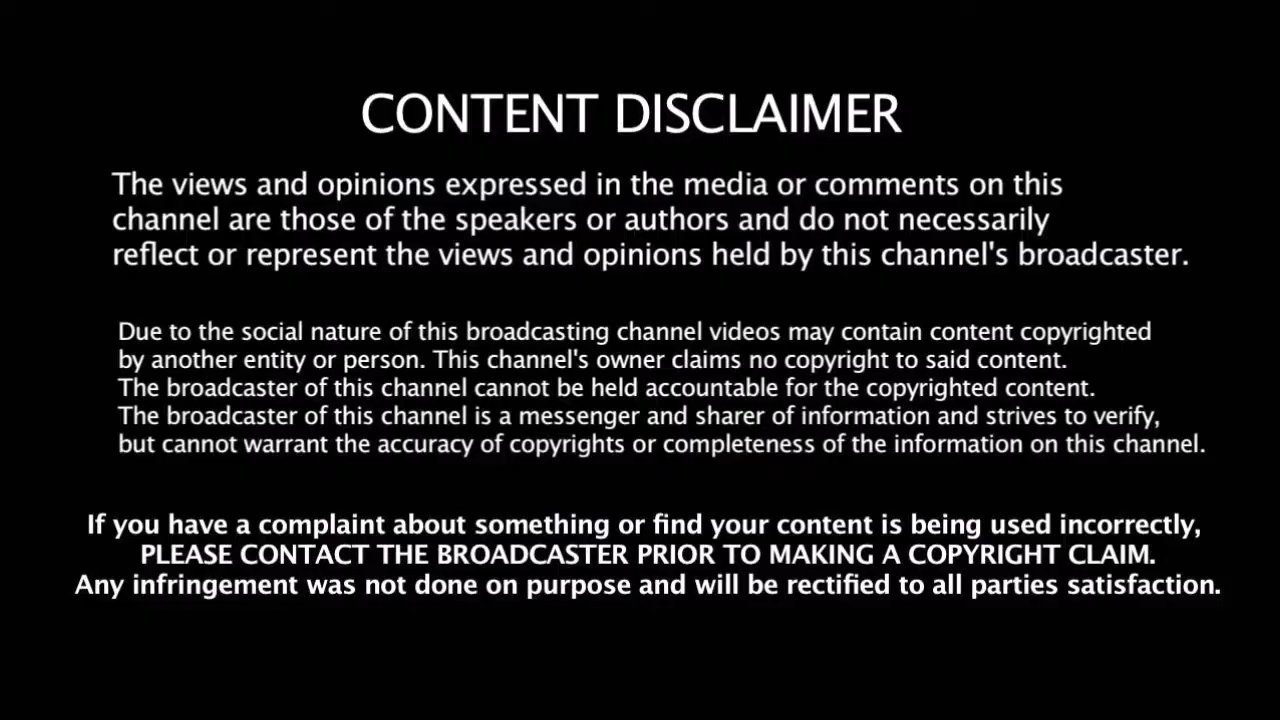 CONTENT DISCLAIMER
The views and opinions expressed in the media or comments on this
channel are those of the speakers or authors and do not necessarily
reflect or represent the views and opinions held by this channel's broadcaster.
Due to the social nature of this broadcasting channel videos may contain content copyrighted
by another entity or person. This channel's owner claims no copyright to said content.
The broadcaster of this channel cannot be held accountable for the copyrighted content.
The broadcaster of this channel is a messenger and sharer of information and strives to verify,
but cannot warrant the accuracy of copyrights or completeness of the information on this channel.
If you have a complaint about something or find your content is being used incorrectly,
PLEASE CONTACT THE BROADCASTER PRIOR TO MAKING A COPYRIGHT CLAIM.
Any infringement was not done on purpose and will be rectified to all parties satisfaction.